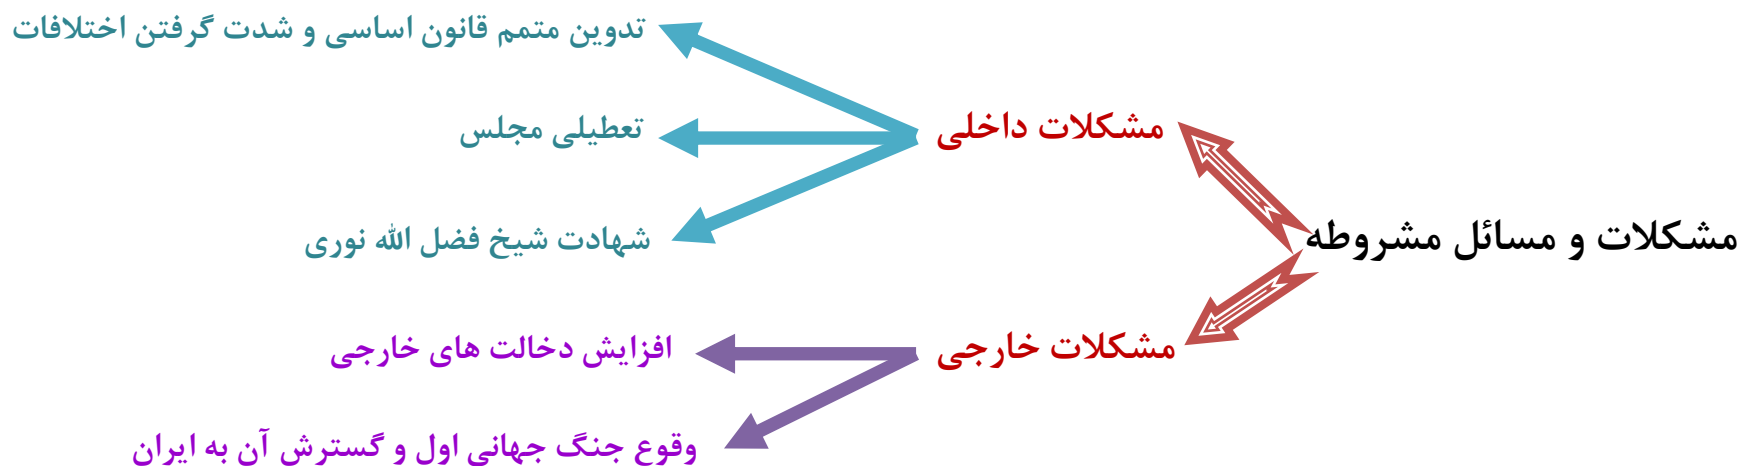 مشکلات و مسائل مشروطه
مشکلات داخلی
تدوین متمم قانون اساسی و شدت گرفتن اختلافات
تعطیلی مجلس
شهادت شیخ فضل الله نوری
مشکلات خارجی
افزایش دخالت های خارجی
وقوع جنگ جهانی اول و گسترش آن به ایران